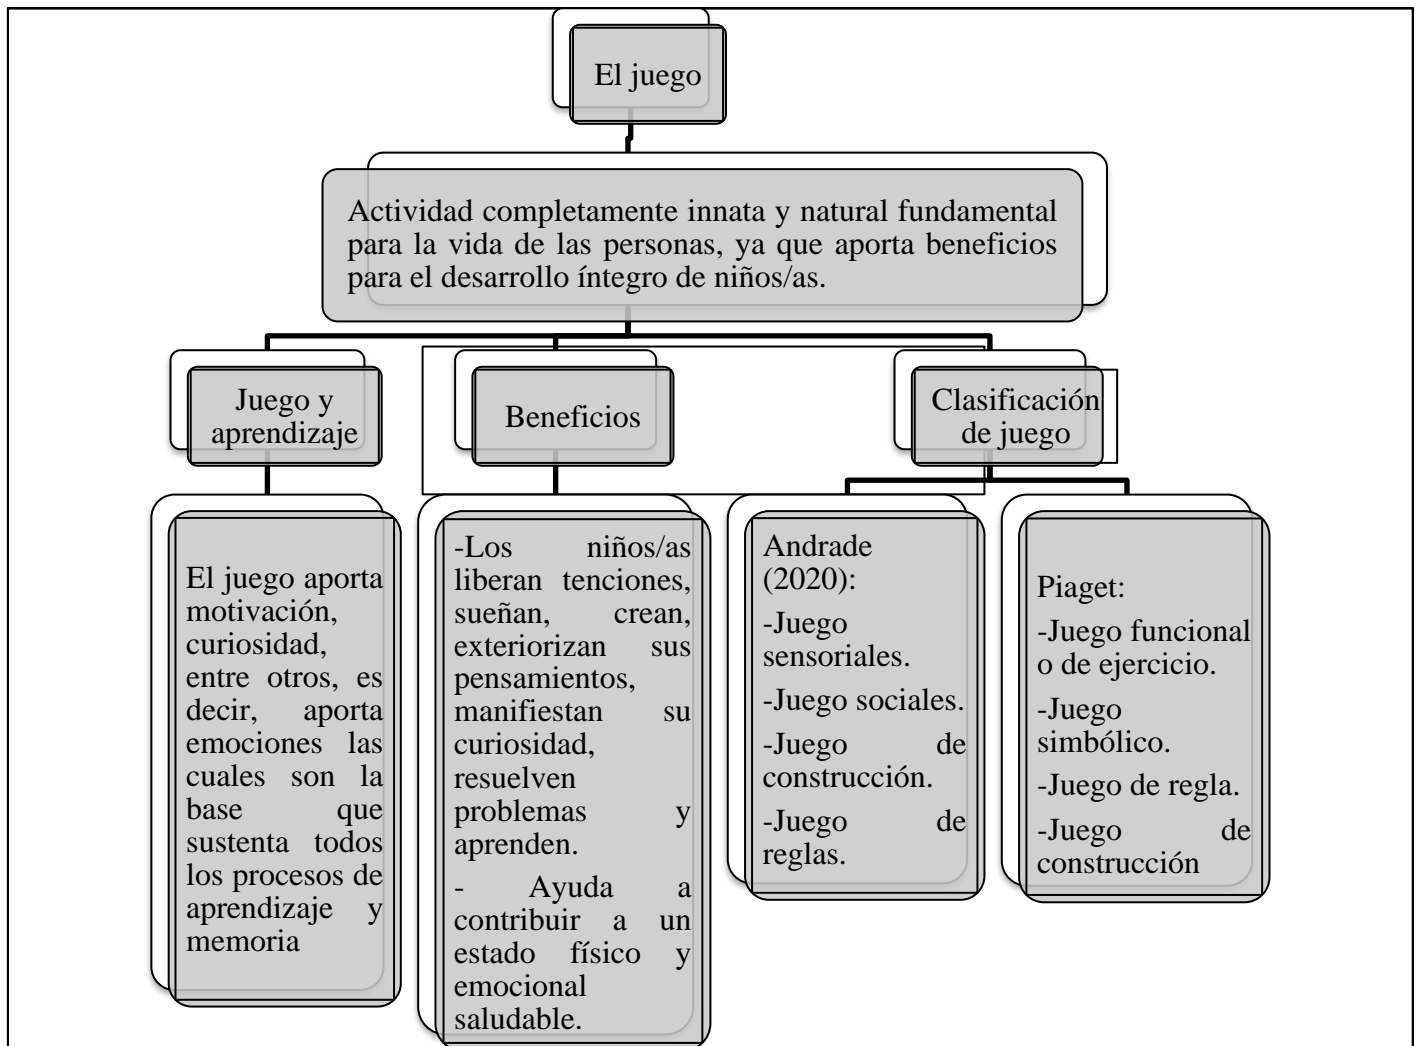 El juego
Actividad completamente innata y natural fundamental
para la vida de las personas, ya que aporta beneficios
para el desarrollo íntegro de niños/as.
Juego y
aprendizaje
Beneficios
Clasificación
de juego
El juego aporta
motivación,
curiosidad,
entre otros, es
decir, aporta
emociones las
cuales son la
base que
sustenta todos
los procesos de
aprendizaje y
memoria
-Los niños/as
liberan tenciones,
sueñan, crean,
exteriorizan sus
pensamientos,
manifiestan su
curiosidad,
resuelven
problemas y
aprenden.
- Ayuda a
contribuir a un
estado físico y
emocional
saludable.
Andrade
(2020):
-Juego
sensoriales.
-Juego sociales.
-Juego de
construcción.
-Juego de
reglas.
Piaget:
-Juego funcional
o de ejercicio.
-Juego
simbólico.
-Juego de regla.
-Juego de
construcción